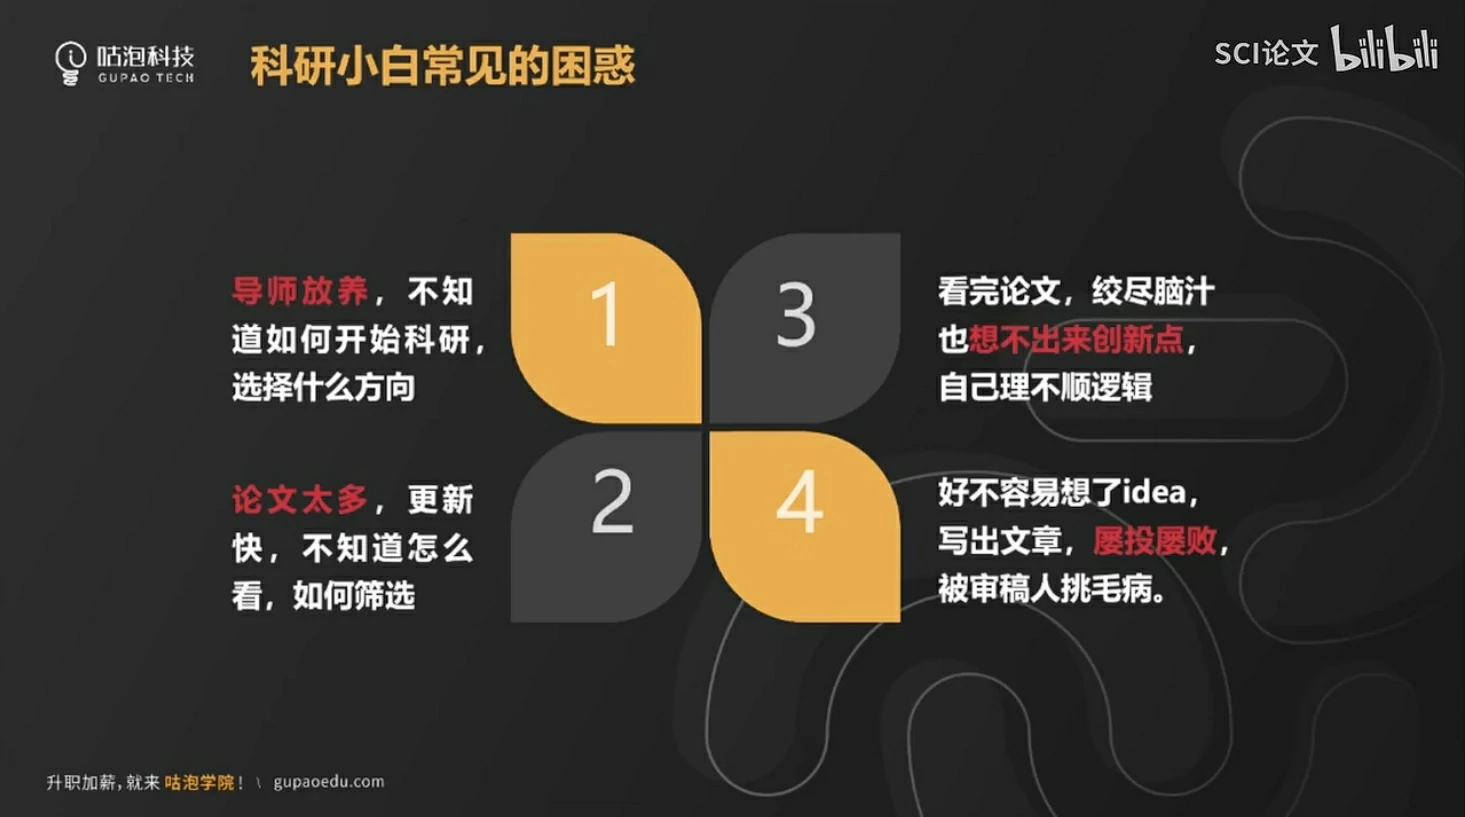 咕泡科技
GUPAO TECH
科研小白常见的困惑
SCI论文 bilibili
1
导师放养，不知
道如何开始科研，
选择什么方向
2
论文太多，更新
快，不知道怎么
看，如何筛选
3
看完论文，绞尽脑汁
也想不出来创新点，
自己理不顺逻辑
4
好不容易想了idea，
写出文章，屡投屡败，
被审稿人挑毛病。
升职加薪，就来 咕泡学院！ \ gupaoedu.com